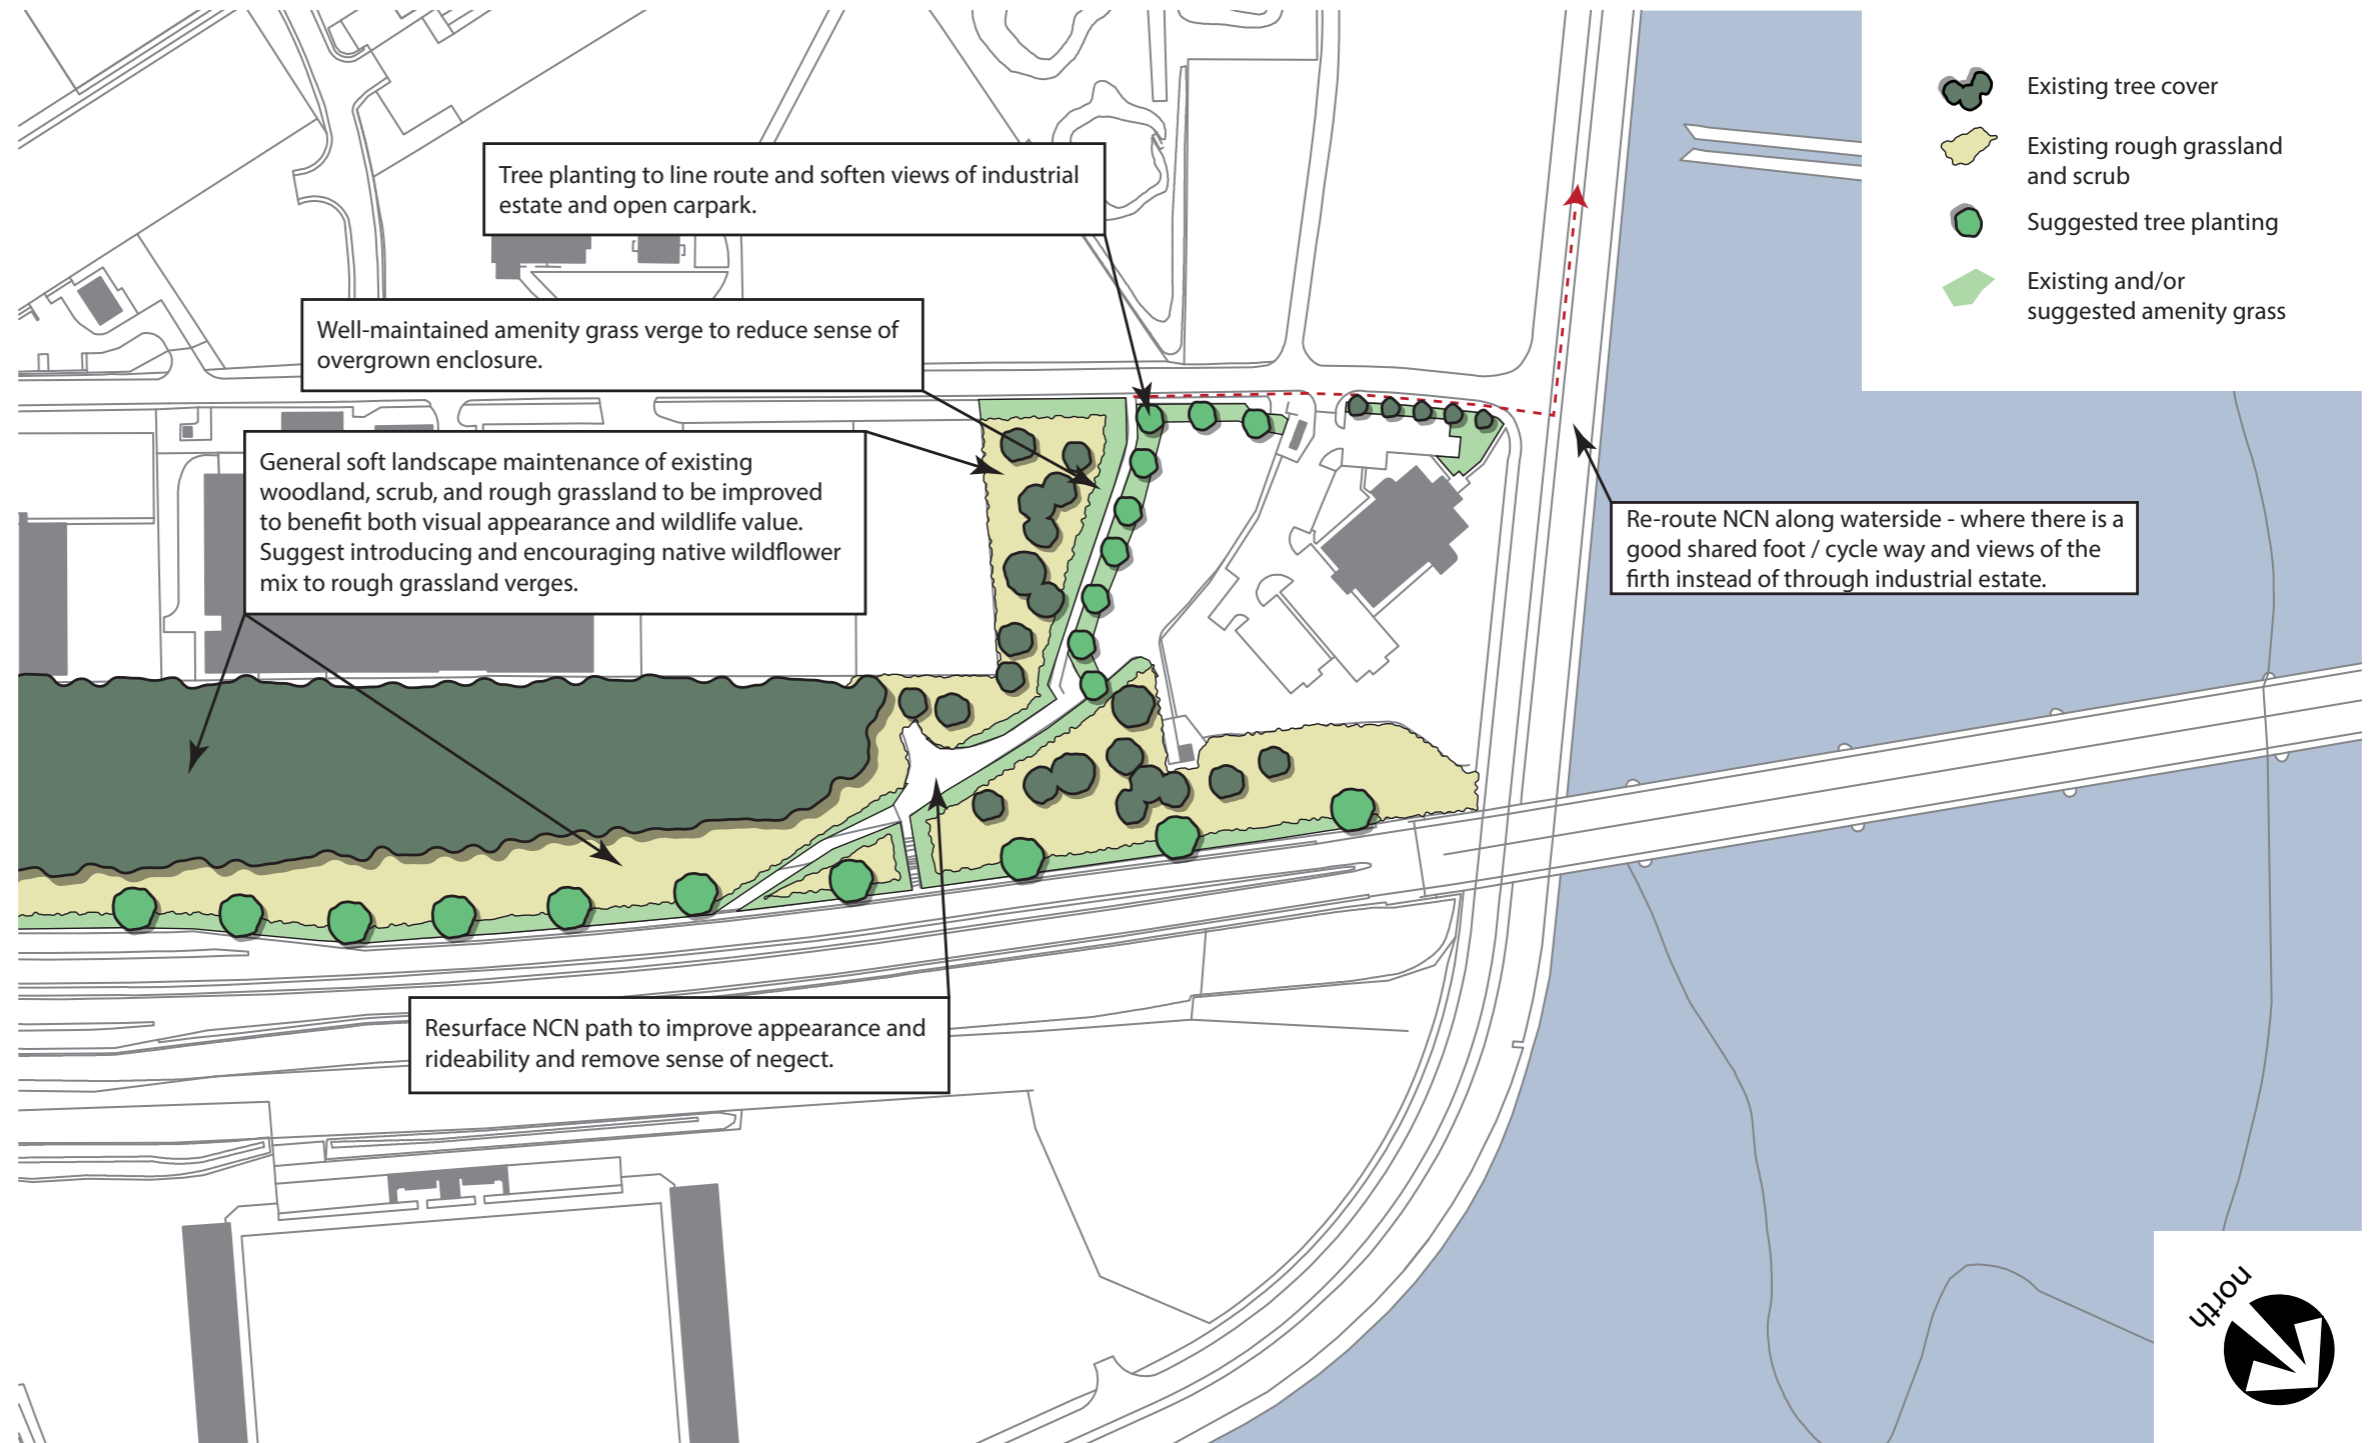 Existing tree cover
Existing rough grassland
and scrub
Suggested tree planting
Existing and/or
suggested amenity grass
Tree planting to line route and soften views of industrial
estate and open carpark.
Well-maintained amenity grass verge to reduce sense of
overgrown enclosure.
General soft landscape maintenance of existing
woodland, scrub, and rough grassland to be improved
to benefit both visual appearance and wildlife value.
Suggest introducing and encouraging native wildflower
mix to rough grassland verges.
Re-route NCN along waterside - where there is a
good shared foot / cycle way and views of the
firth instead of through industrial estate.
Resurface NCN path to improve appearance and
rideability and remove sense of negect.
north